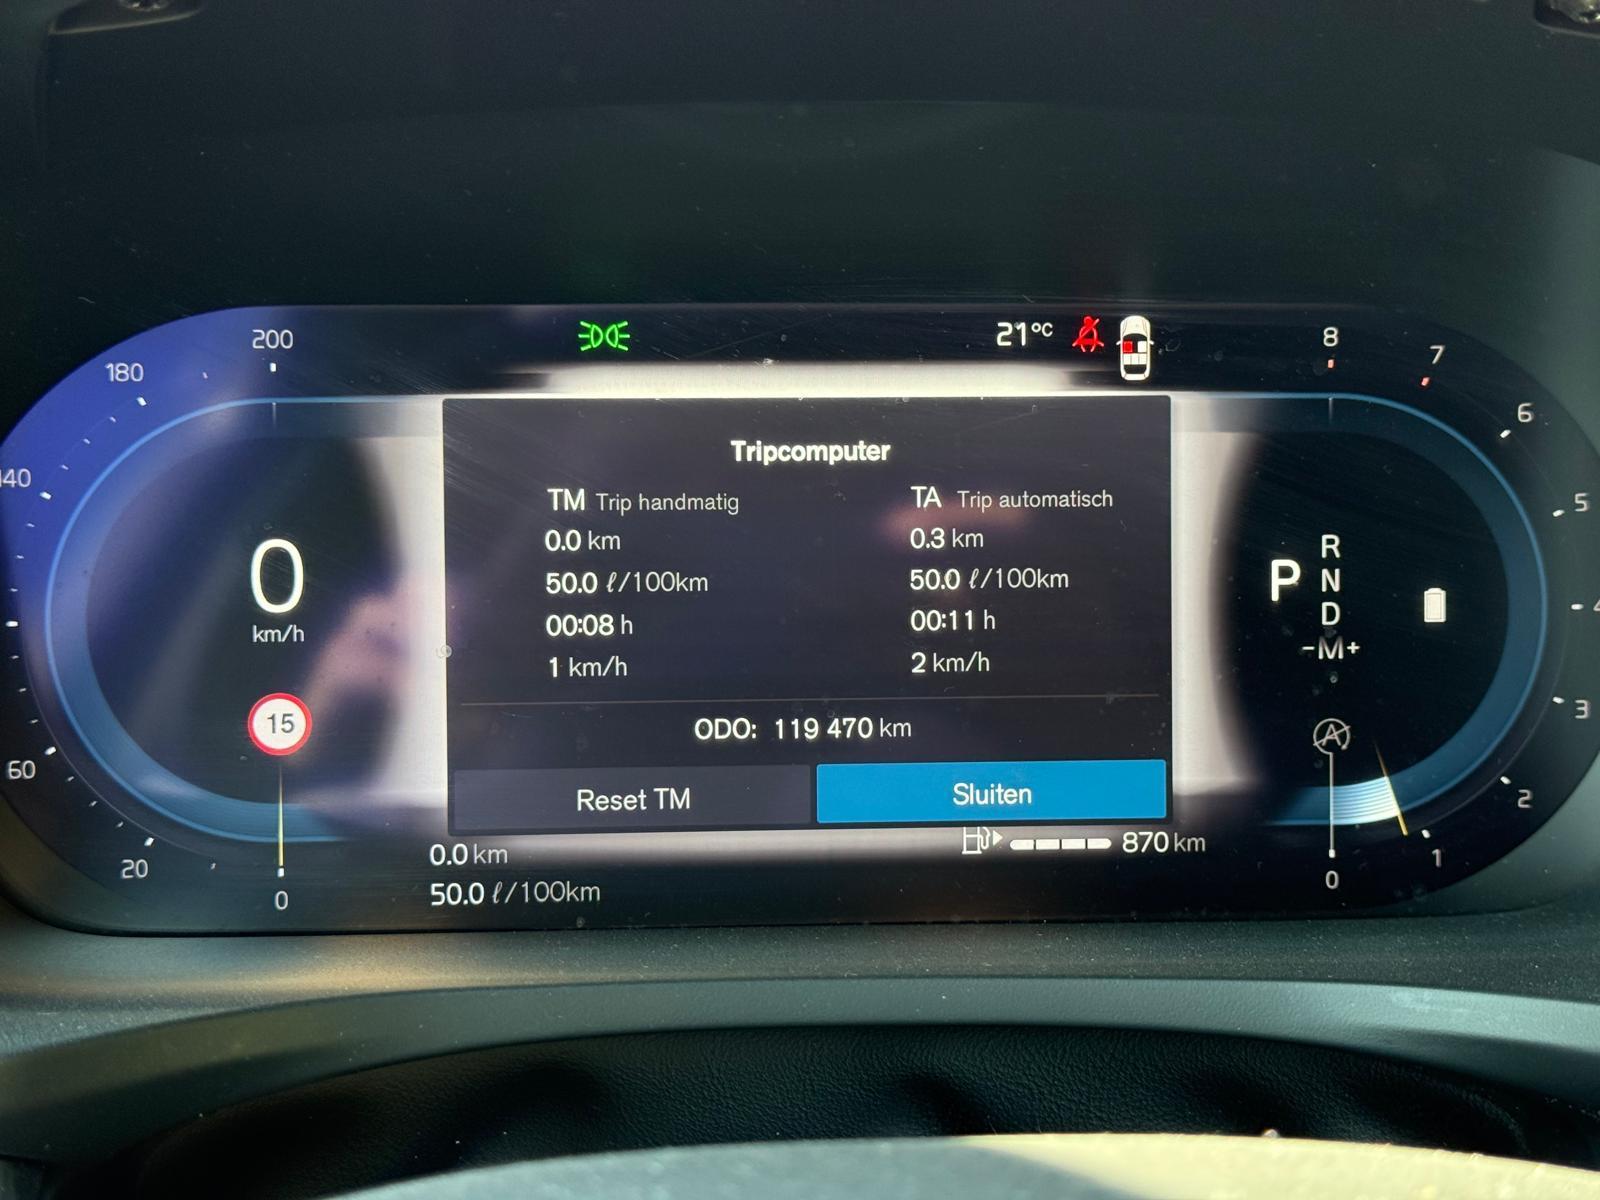 200
180
140
60
20
0
0
km/h
15
21°C
8
7
6
5
4
3
2
1
0
Tripcomputer
TM Trip handmatig
0.0 km
50.0 ℓ/100km
00:08 h
1 km/h
TA Trip automatisch
0.3 km
50.0 ℓ/100km
00:11 h
2 km/h
ODO: 119 470 km
Reset TM
Sluiten
R
N
P
D
-M+
A
870 km
0.0 km
50.0 ℓ/100km